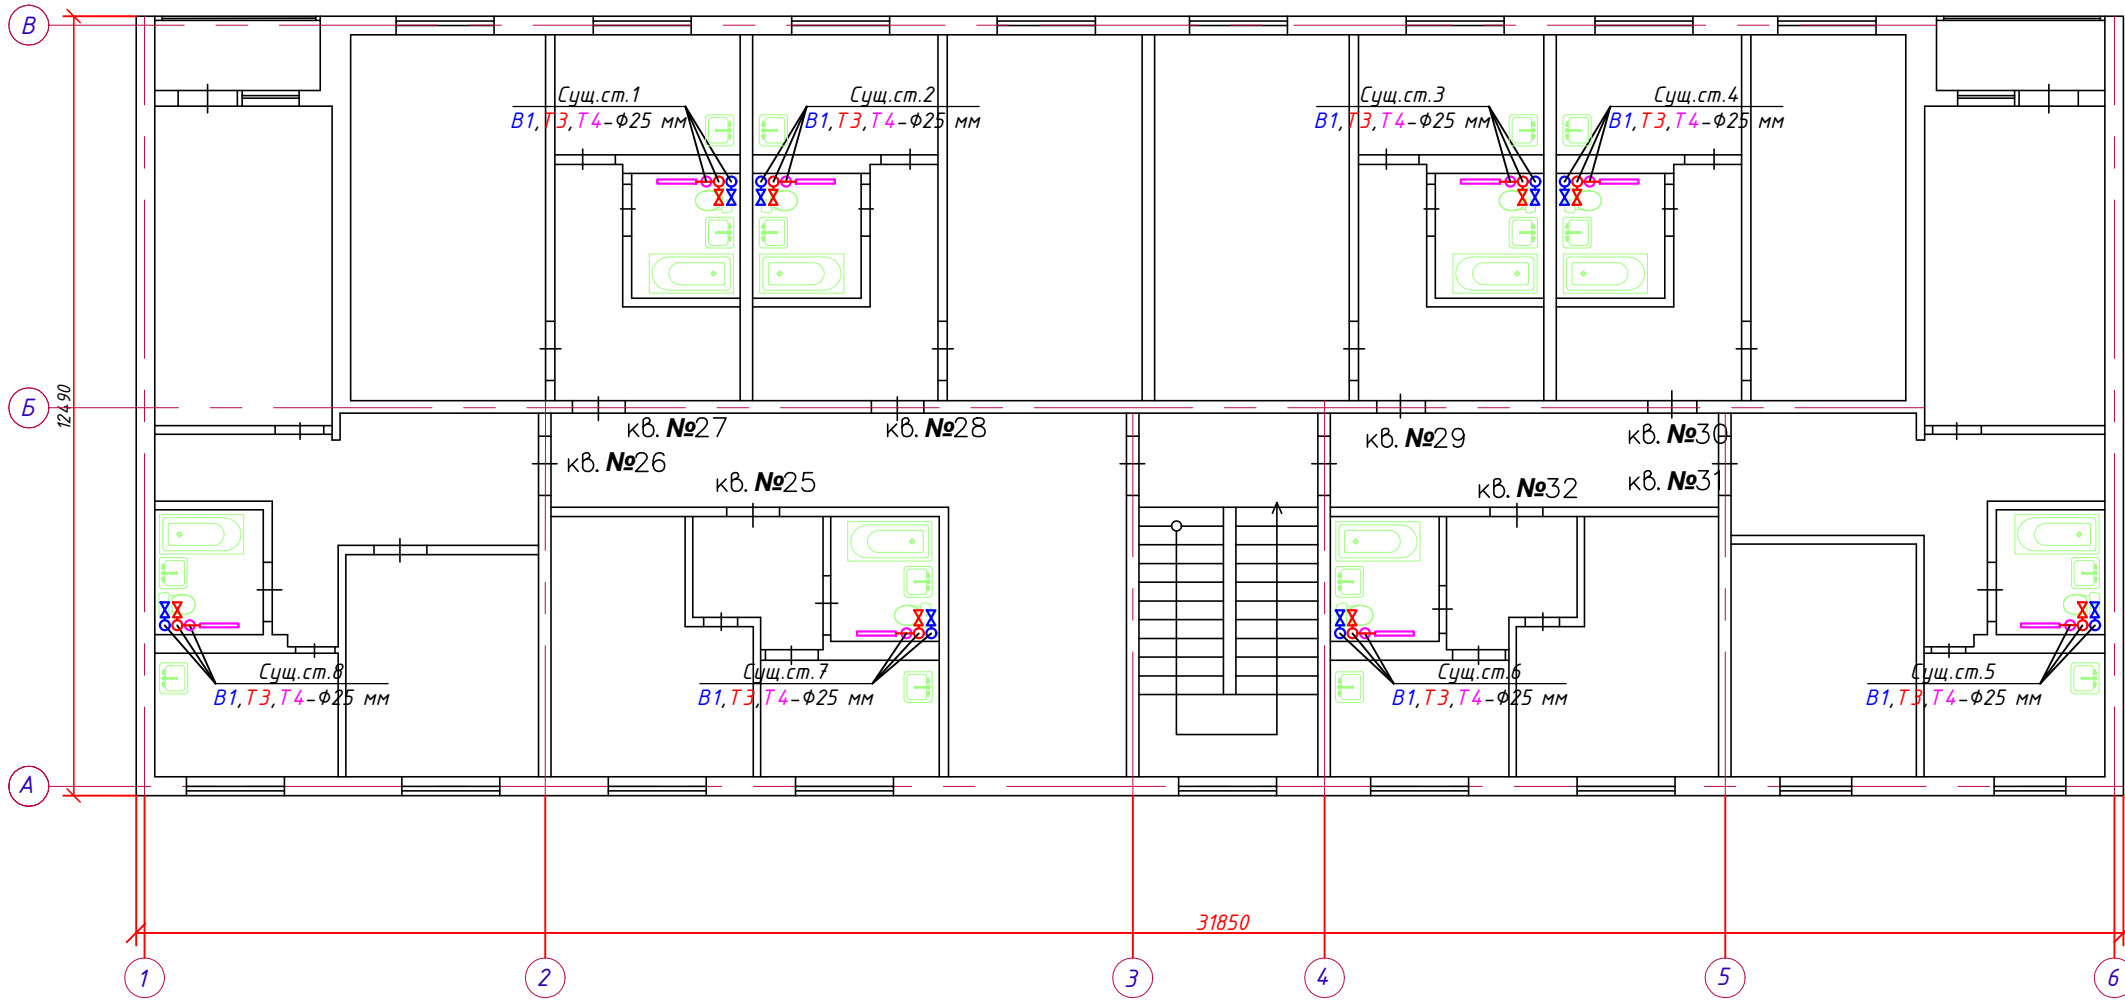 В
Сущ.ст.1
В1,Т3,Т4-Ф25 мм
Сущ.ст.2
В1,Т3,Т4-Ф25 мм
Сущ.ст.3
В1,Т3,Т4-Ф25 мм
Сущ.ст.4
В1,Т3,Т4-Ф25 мм
Б
12490
кв. №27
кв. №28
кв. №29
кв. №30
кв. №26
кв. №25
кв. №32
кв. №31
Сущ.ст.8
В1,Т3,Т4-Ф25 мм
Сущ.ст.7
В1,Т3,Т4-Ф25 мм
Сущ.ст.6
В1,Т3,Т4-Ф25 мм
Сущ.ст.5
В1,Т3,Т4-Ф25 мм
А
31850
1
2
3
4
5
6